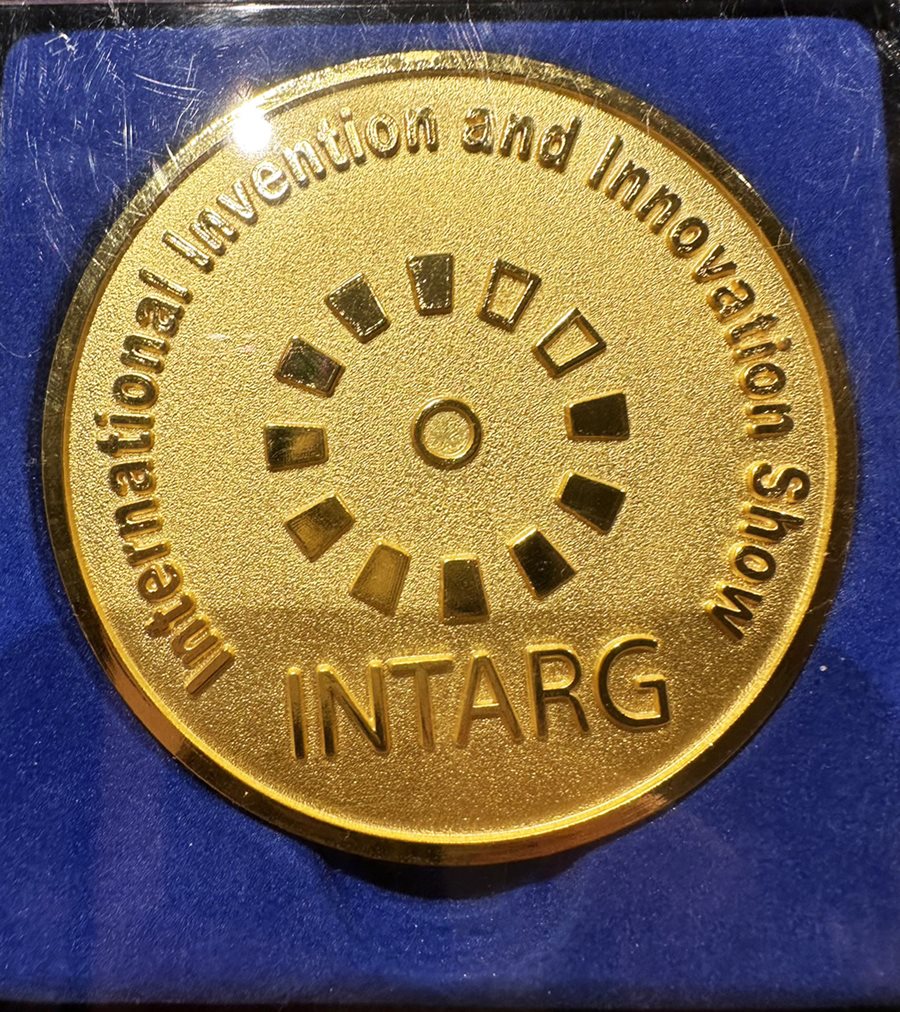 International Invention and Innovation Show
INTARG